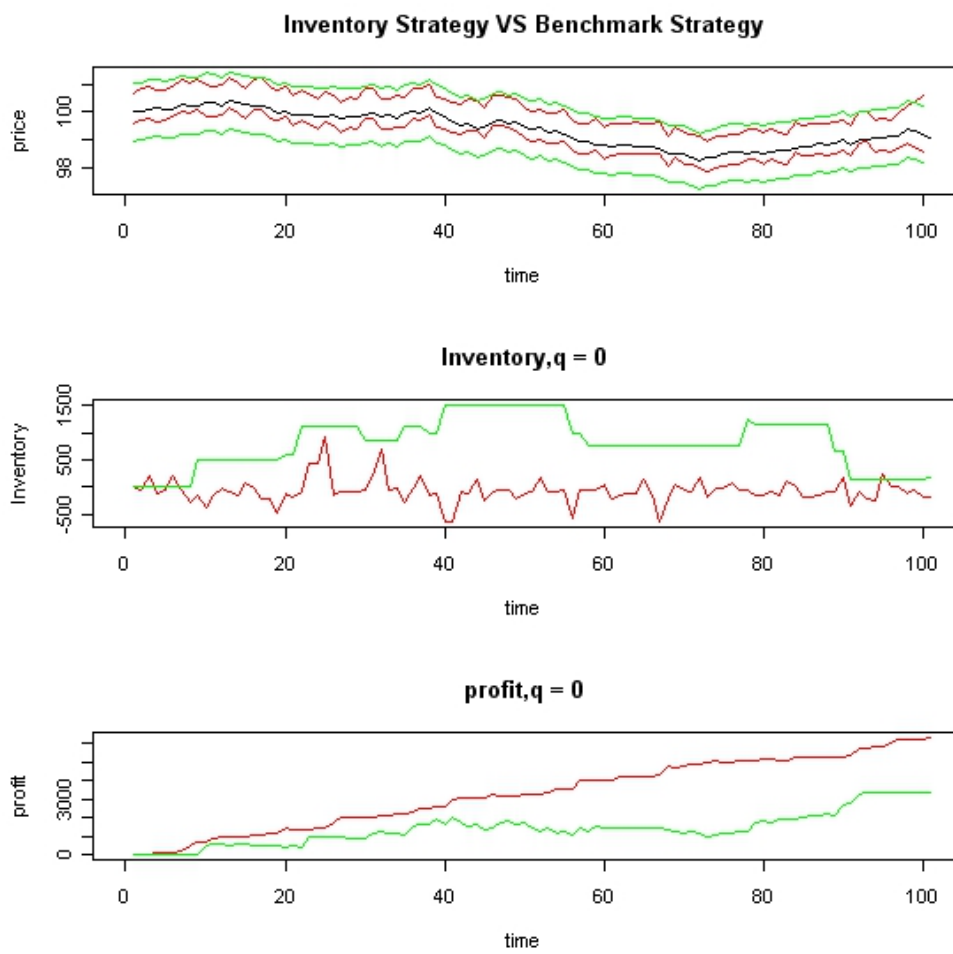 Inventory Strategy VS Benchmark Strategy
price
100
98
0 20 40 60 80 100
time
Inventory,q = 0
Inventory
1500
500
-500
0 20 40 60 80 100
time
profit,q = 0
profit
3000
0
0 20 40 60 80 100
time